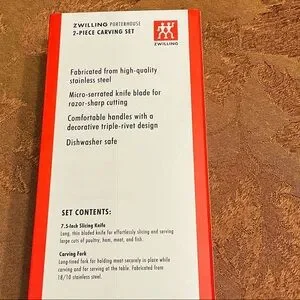 ZWILLING PORTERHOUSE
2-PIECE CARVING SET
ZWILLING
Fabricated from high-quality
stainless steel
Micro-serrated knife blade for
razor-sharp cutting
Comfortable handles with a
decorative triple-rivet design
Dishwasher safe
SET CONTENTS:
7.5-Inch Slicing Knife
Long, thin bladed knife for effortlessly slicing and serving
large cuts of poultry, ham, meat, and fish.
Carving Fork
Long-tined fork for holding meat securely in place while
carving and for serving at the table. Fabricated from
18/10 stainless steel.